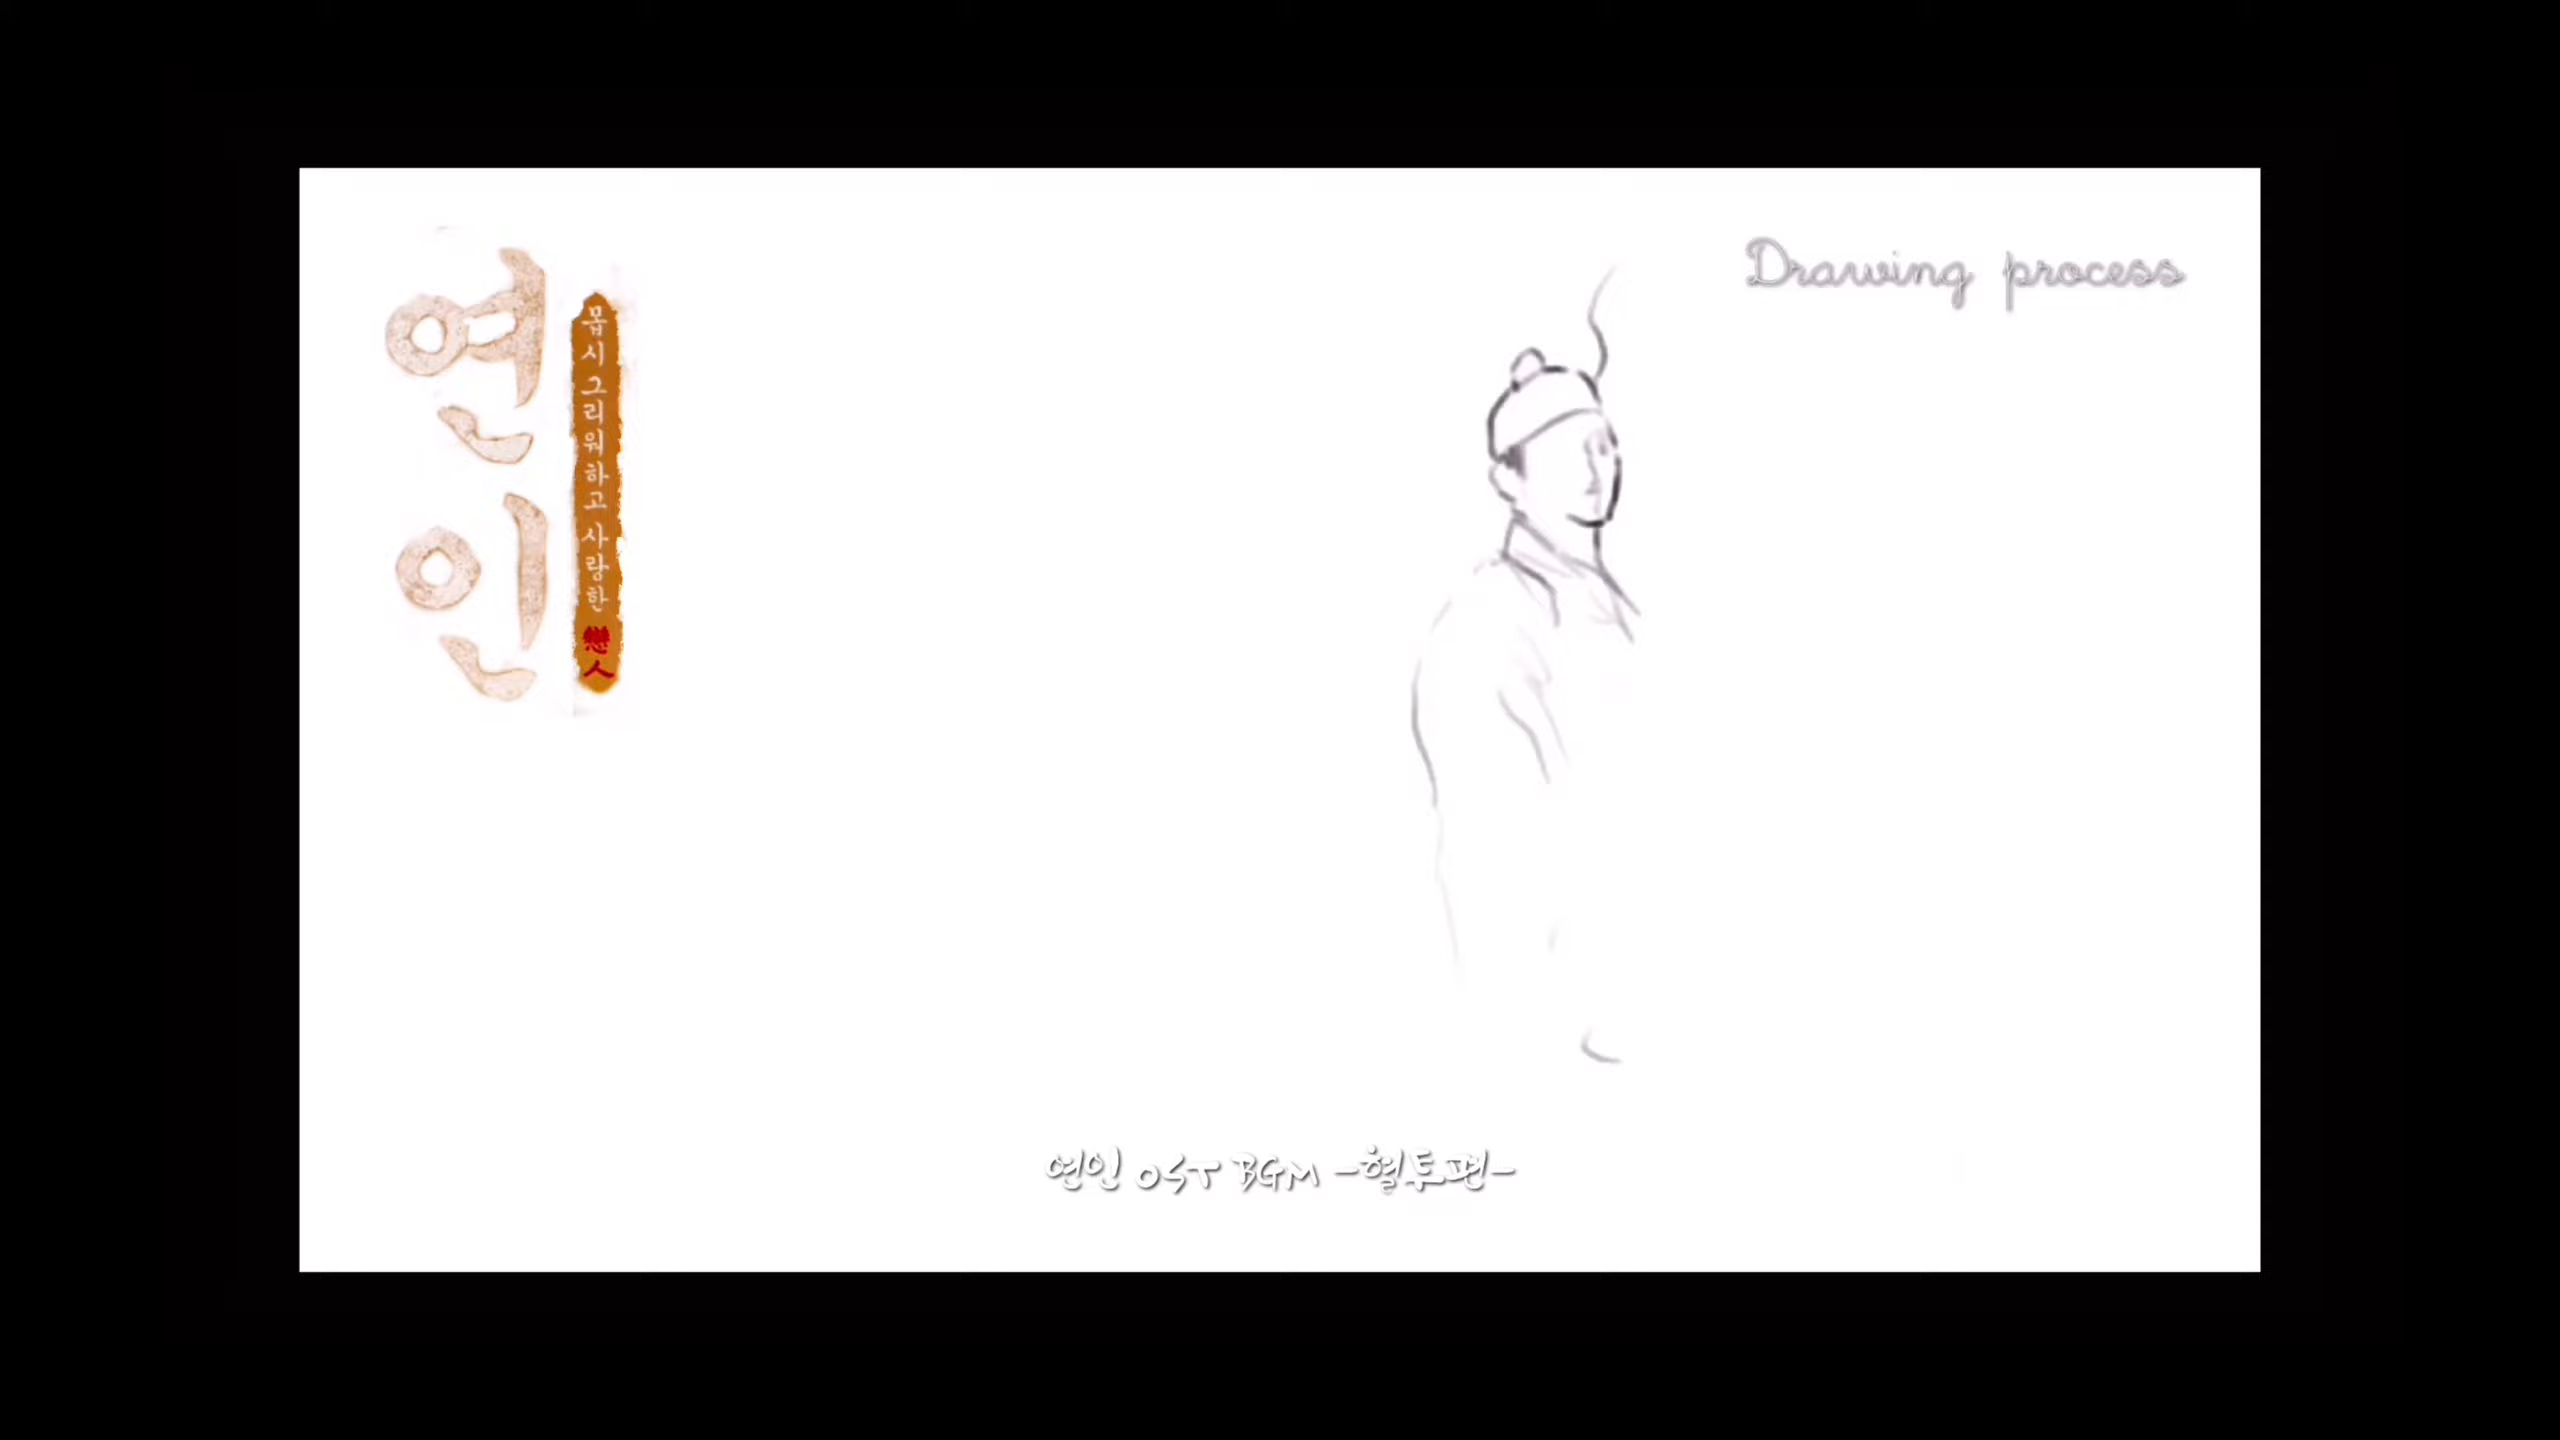 연인
몹시 그리워하고 사랑한 戀人
Drawing process
연인 OST BGM -혈투편-